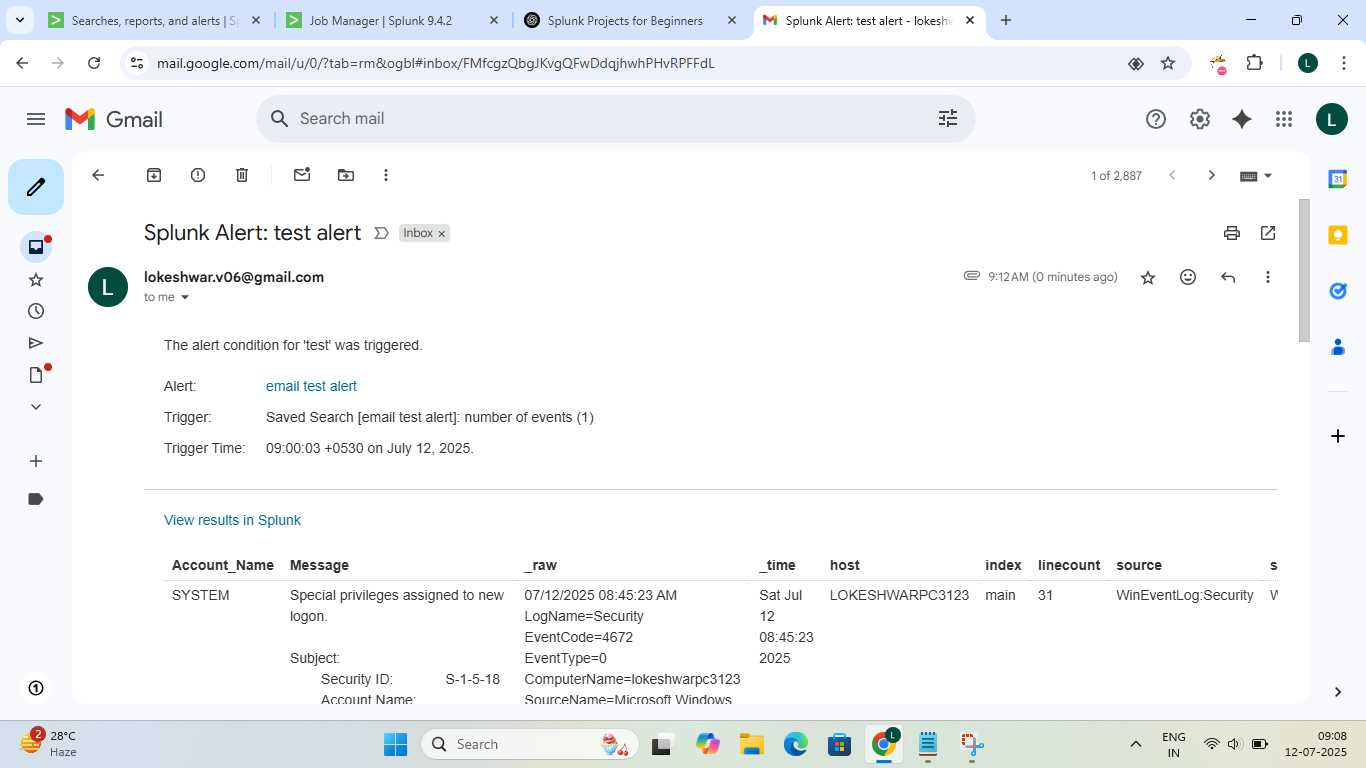 Searches, reports, and alerts | S
Job Manager | Splunk 9.4.2
Splunk Projects for Beginners
Splunk Alert: test alert - lokeshw
mail.google.com/mail/u/0/?tab=rm&ogbl#inbox/FMfcgzQbgJKvgQFwDdqjhwhPHvRPFFdL
L
Gmail
Search mail
L
1 of 2,887
31
Splunk Alert: test alert
Inbox x
L
lokeshwar.v06@gmail.com
9:12 AM (0 minutes ago)
to me
The alert condition for 'test' was triggered.
Alert: email test alert
Trigger: Saved Search [email test alert]: number of events (1)
Trigger Time: 09:00:03 +0530 on July 12, 2025.
View results in Splunk
Account_Name Message _raw _time host index linecount source s
SYSTEM Special privileges assigned to new 07/12/2025 08:45:23 AM Sat Jul LOKESHWARPC3123 main 31 WinEventLog:Security W
logon. LogName=Security 12
EventCode=4672 08:45:23
Subject: EventType=0 2025
Security ID: S-1-5-18 ComputerName=lokeshwarpc3123
Account Name: SourceName=Microsoft Windows
2
28°C
Haze
Search
L
ENG
IN
09:08
12-07-2025